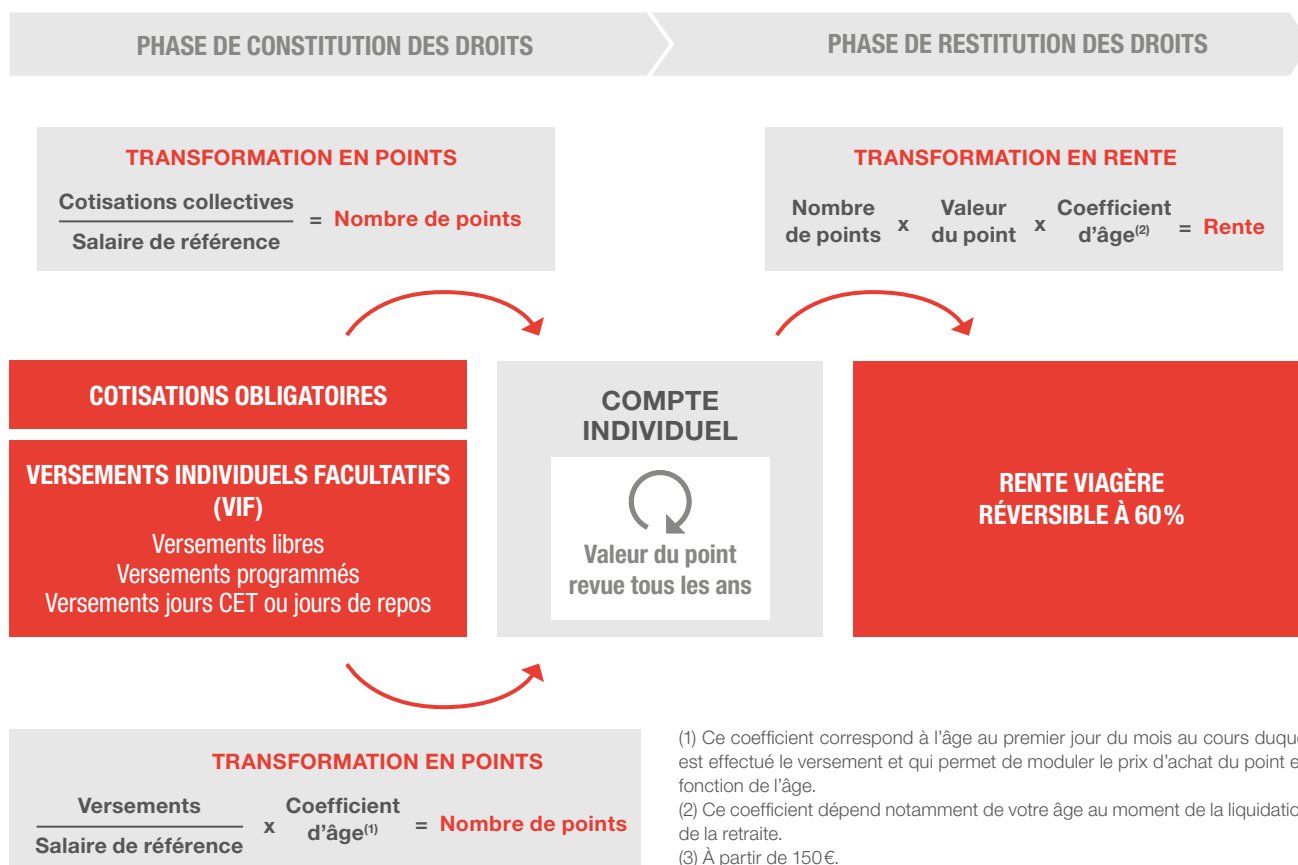 PHASE DE CONSTITUTION DES DROITS
PHASE DE RESTITUTION DES DROITS
TRANSFORMATION EN POINTS
Cotisations collectives
Salaire de référence
= Nombre de points
TRANSFORMATION EN RENTE
Nombre
de points
x
Valeur
du point
x
Coefficient
d'âge(2)
= Rente
COTISATIONS OBLIGATOIRES
VERSEMENTS INDIVIDUELS FACULTATIFS
(VIF)
Versements libres
Versements programmés
Versements jours CET ou jours de repos
COMPTE
INDIVIDUEL
Valeur du point
revue tous les ans
RENTE VIAGÈRE
RÉVERSIBLE À 60 %
TRANSFORMATION EN POINTS
Versements
Salaire de référence
x
Coefficient
d'âge(1)
= Nombre de points
(1) Ce coefficient correspond à l'âge au premier jour du mois au cours duque
est effectué le versement et qui permet de moduler le prix d'achat du point e
fonction de l'âge.
(2) Ce coefficient dépend notamment de votre âge au moment de la liquidatio
de la retraite.
(3) À partir de 150 €.